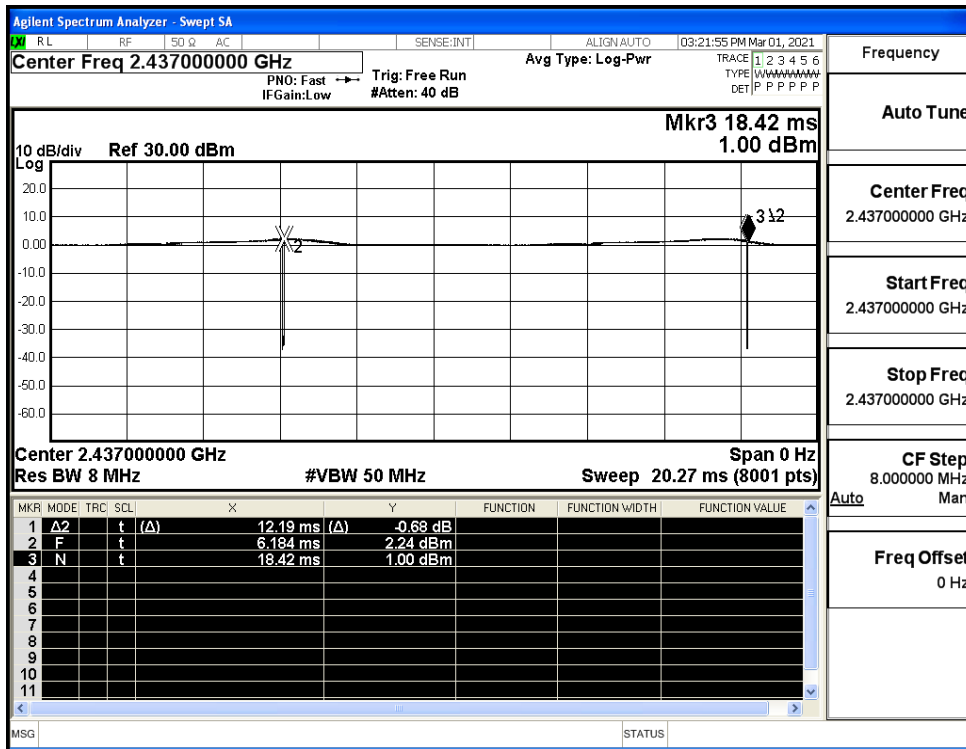 Agilent Spectrum Analyzer - Swept SA
LXI RL RF 50 Ω AC SENSE:INT ALIGNAUTO 03:21:55 PM Mar 01, 2021
Center Freq 2.437000000 GHz
PNO: Fast
IFGain:Low
Trig: Free Run
#Atten: 40 dB
Avg Type: Log-Pwr
TRACE 1 2 3 4 5 6
TYPE WWWWWW
DET P P P P P P
Mkr3 18.42 ms
1.00 dBm
10 dB/div Ref 30.00 dBm
Log
20.0
10.0
0.00
-10.0
-20.0
-30.0
-40.0
-50.0
-60.0
2
3 
Center 2.437000000 GHz Span 0 Hz
Res BW 8 MHz #VBW 50 MHz Sweep 20.27 ms (8001 pts)
MKR MODE TRC SCL X Y FUNCTION FUNCTION WIDTH FUNCTION VALUE
1 Δ2 t (Δ) 12.19 ms (Δ) -0.68 dB
2 F t 6.184 ms 2.24 dBm
3 N t 18.42 ms 1.00 dBm
4
5
6
7
8
9
10
11
MSG STATUS
Frequency
Auto Tune
Center Freq
2.437000000 GHz
Start Freq
2.437000000 GHz
Stop Freq
2.437000000 GHz
CF Step
8.000000 MHz
Auto Man
Freq Offset
0 Hz